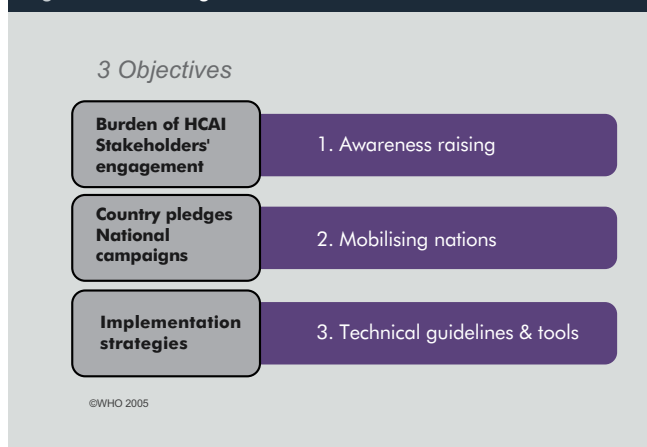 3 Objectives
Burden of HCAI
Stakeholders'
engagement
1. Awareness raising
Country pledges
National
campaigns
2. Mobilising nations
Implementation
strategies
3. Technical guidelines & tools
©WHO 2005